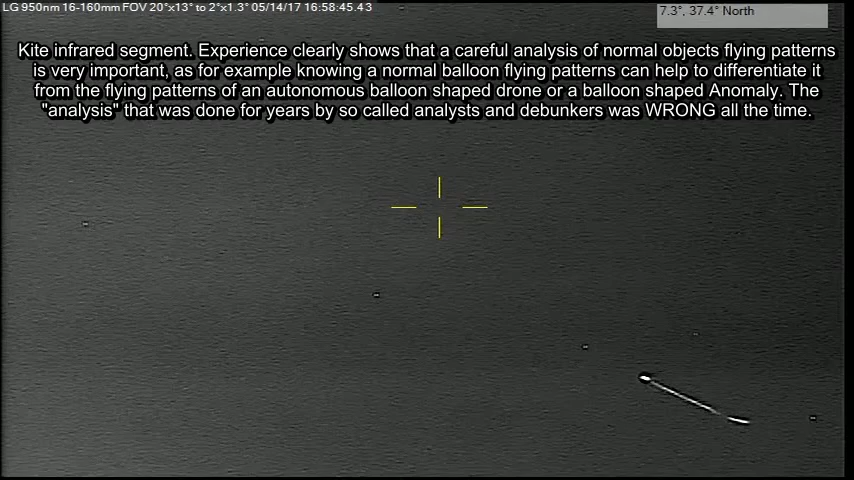 LG 950nm 16-160mm FOV 20°x13° to 2°x1.3° 05/14/17 16:58:45.43
7.3°, 37.4° North
Kite infrared segment. Experience clearly shows that a careful analysis of normal objects flying patterns
is very important, as for example knowing a normal balloon flying patterns can help to differentiate it
from the flying patterns of an autonomous balloon shaped drone or a balloon shaped Anomaly. The
"analysis" that was done for years by so called analysts and debunkers was WRONG all the time.